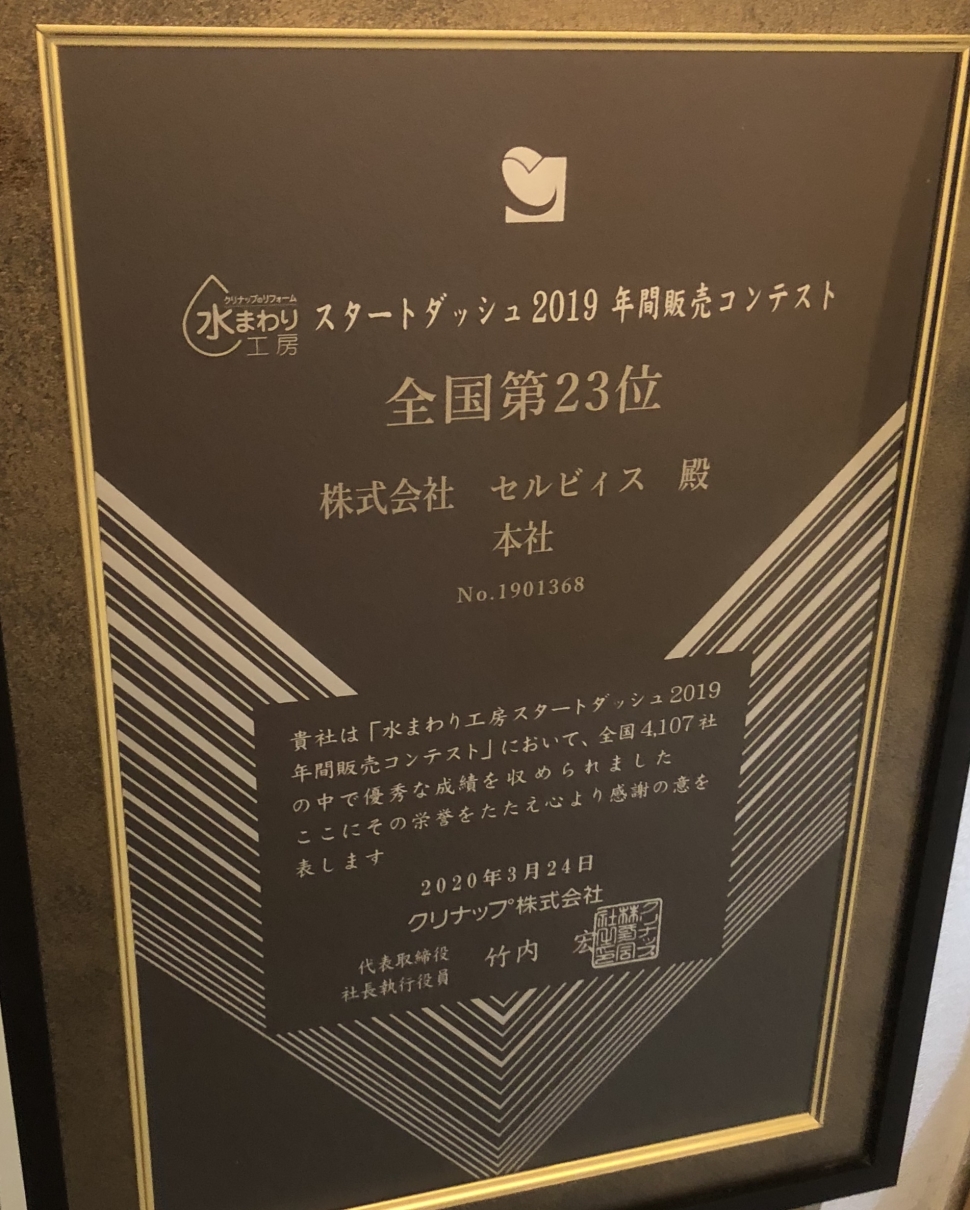 クリナップのリフォーム
水まわり工房 スタートダッシュ2019 年間販売コンテスト
全国第23位
株式会社 セルビィス 殿
本社
No.1901368
貴社は「水まわり工房スタートダッシュ2019
年間販売コンテスト」において、全国4,107社
の中で優秀な成績を収められました
ここにその栄誉をたたえ心より感謝の意を
表します
2020年3月24日
クリナップ株式会社
代表取締役
社長執行役員 竹内 宏